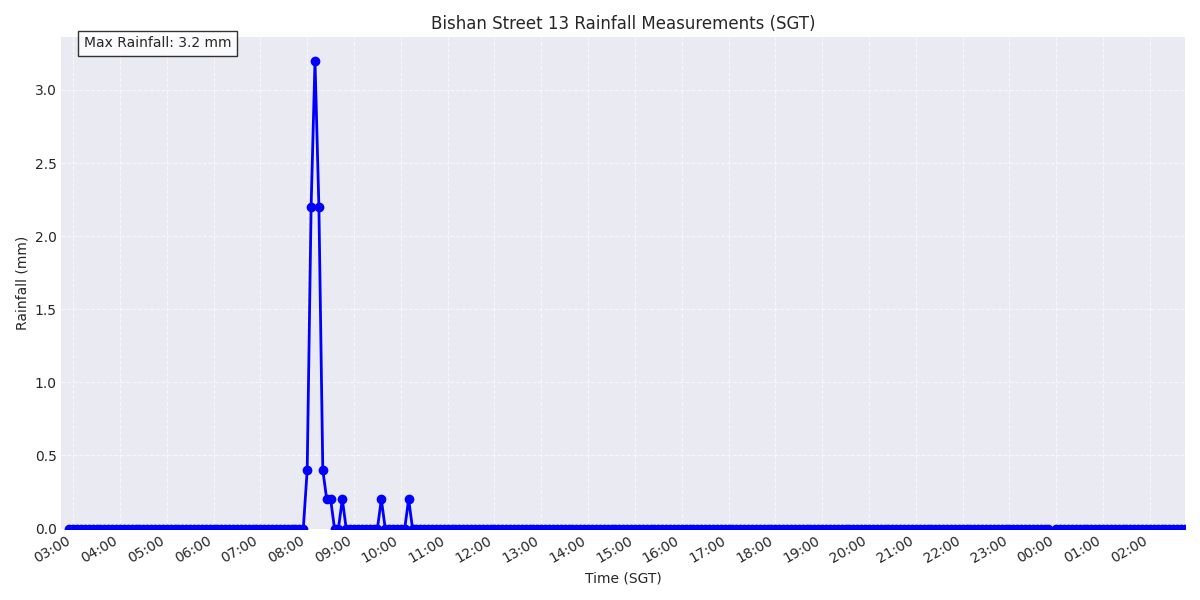 Bishan Street 13 Rainfall Measurements (SGT)
Max Rainfall: 3.2 mm
3.0
2.5
2.0
1.5
1.0
0.5
0.0
Rainfall (mm)
03:00 04:00 05:00 06:00 07:00 08:00 09:00 10:00 11:00 12:00 13:00 14:00 15:00 16:00 17:00 18:00 19:00 20:00 21:00 22:00 23:00 00:00 01:00 02:00
Time (SGT)